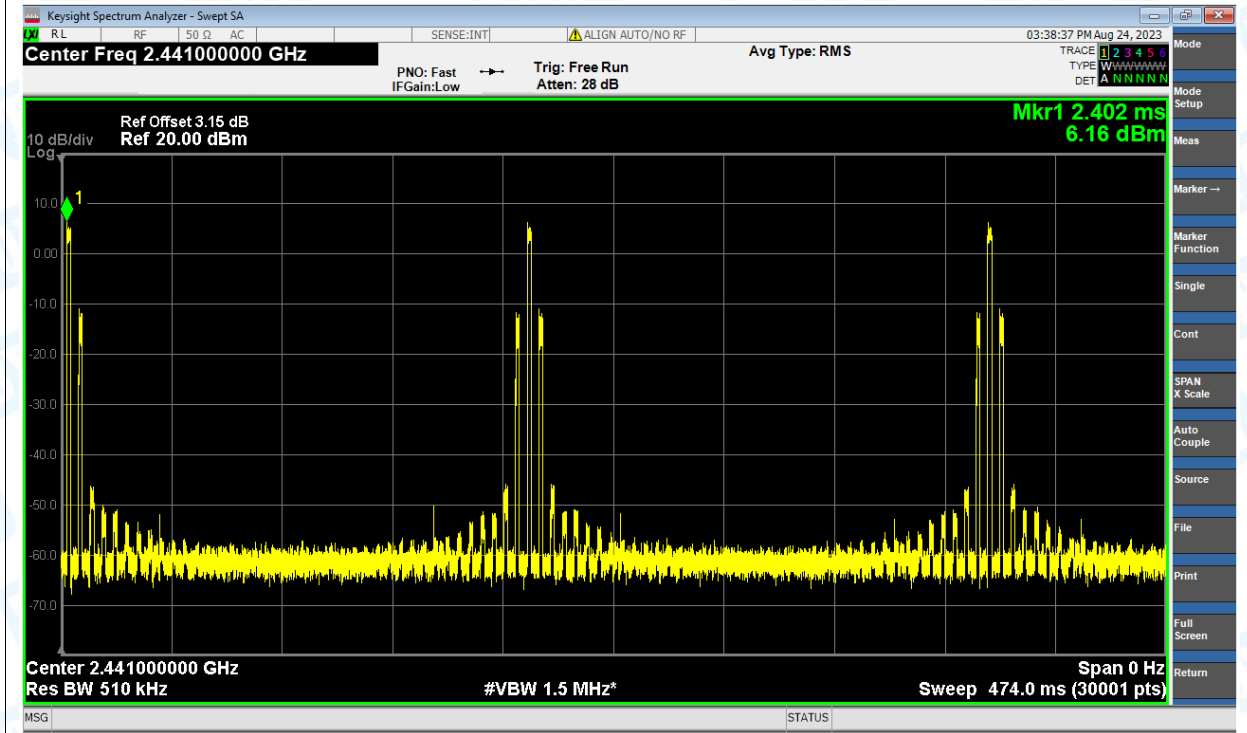 Keysight Spectrum Analyzer - Swept SA
LXI RL RF 50 Ω AC SENSE:INT ALIGN AUTO/NO RF 03:38:37 PM Aug 24, 2023
Center Freq 2.441000000 GHz
Avg Type: RMS
TRACE 1 2 3 4 5 6
TYPE WWWWWW
DET A N N N N N
PNO: Fast
IFGain:Low
Trig: Free Run
Atten: 28 dB
Mkr1 2.402 ms
6.16 dBm
Ref Offset 3.15 dB
10 dB/div Ref 20.00 dBm
Log
1
10.0
0.00
-10.0
-20.0
-30.0
-40.0
-50.0
-60.0
-70.0
Center 2.441000000 GHz Span 0 Hz
Res BW 510 kHz #VBW 1.5 MHz* Sweep 474.0 ms (30001 pts)
MSG STATUS
Mode
Mode
Setup
Meas
Marker →
Marker
Function
Single
Cont
SPAN
X Scale
Auto
Couple
Source
File
Print
Full
Screen
Return